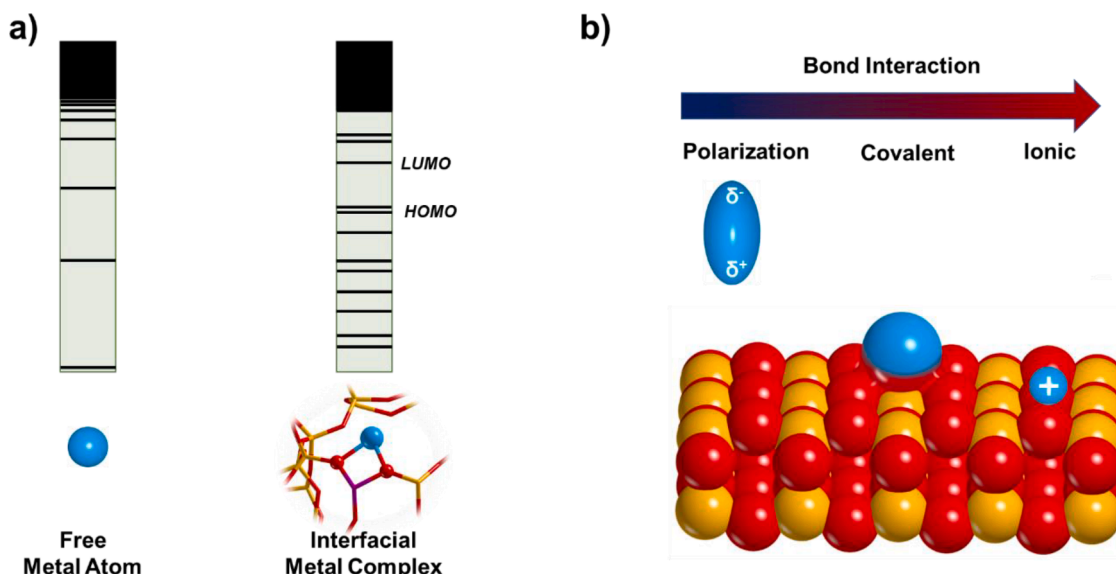 a)
LUMO
HOMO
Free
Metal Atom
Interfacial
Metal Complex
b)
Bond Interaction
Polarization
Covalent
Ionic
δ-
δ+
+